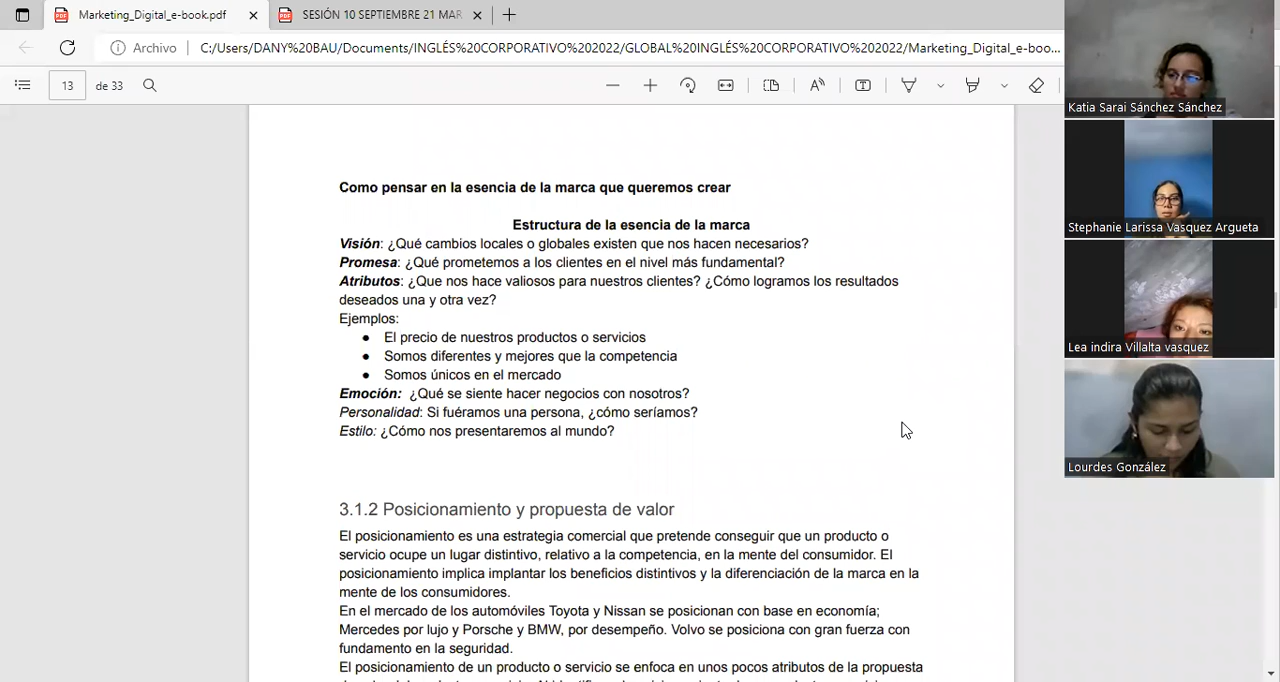 Marketing_Digital_e-book.pdf
SESIÓN 10 SEPTIEMBRE 21 MAR
Archivo
C:/Users/DANY%20BAU/Documents/INGLÉS%20CORPORATIVO%202022/GLOBAL%20INGLÉS%20CORPORATIVO%202022/Marketing_Digital_e-boo...
13 de 33
Como pensar en la esencia de la marca que queremos crear
Estructura de la esencia de la marca
Visión: ¿Qué cambios locales o globales existen que nos hacen necesarios?
Promesa: ¿Qué prometemos a los clientes en el nivel más fundamental?
Atributos: ¿Que nos hace valiosos para nuestros clientes? ¿Cómo logramos los resultados
deseados una y otra vez?
Ejemplos:
● El precio de nuestros productos o servicios
● Somos diferentes y mejores que la competencia
● Somos únicos en el mercado
Emoción: ¿Qué se siente hacer negocios con nosotros?
Personalidad: Si fuéramos una persona, ¿cómo seríamos?
Estilo: ¿Cómo nos presentaremos al mundo?
3.1.2 Posicionamiento y propuesta de valor
El posicionamiento es una estrategia comercial que pretende conseguir que un producto o
servicio ocupe un lugar distintivo, relativo a la competencia, en la mente del consumidor. El
posicionamiento implica implantar los beneficios distintivos y la diferenciación de la marca en la
mente de los consumidores.
En el mercado de los automóviles Toyota y Nissan se posicionan con base en economía;
Mercedes por lujo y Porsche y BMW, por desempeño. Volvo se posiciona con gran fuerza con
fundamento en la seguridad.
El posicionamiento de un producto o servicio se enfoca en unos pocos atributos de la propuesta
Katia Sarai Sánchez Sánchez
Stephanie Larissa Vasquez Argueta
Lea indira Villalta vasquez
Lourdes González